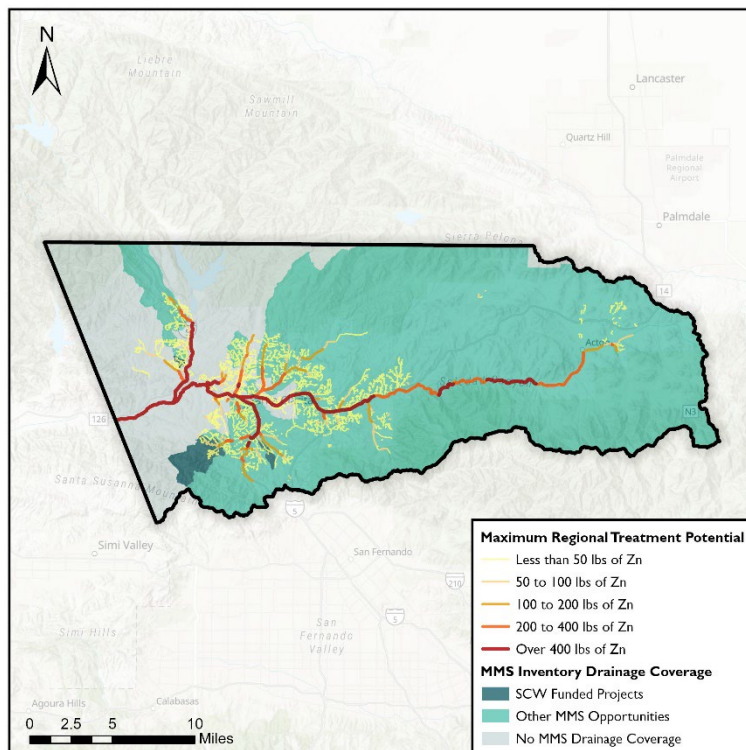 N
Liebre
Mountain
Sawmill
Mountain
Lancaster
Quartz Hill
Palmdale
Regional
Airport
Palmdale
Sierra Pelona
14
Acton
126
N3
Santa Susana
5
Simi Valley
San Fernando
210
5
San
Fernando
Valley
Simi Hills
Agoura Hills
Calabasas
0 2.5 5 10
Miles
Maximum Regional Treatment Potential
Less than 50 lbs of Zn
50 to 100 lbs of Zn
100 to 200 lbs of Zn
200 to 400 lbs of Zn
Over 400 lbs of Zn
MMS Inventory Drainage Coverage
SCW Funded Projects
Other MMS Opportunities
No MMS Drainage Coverage